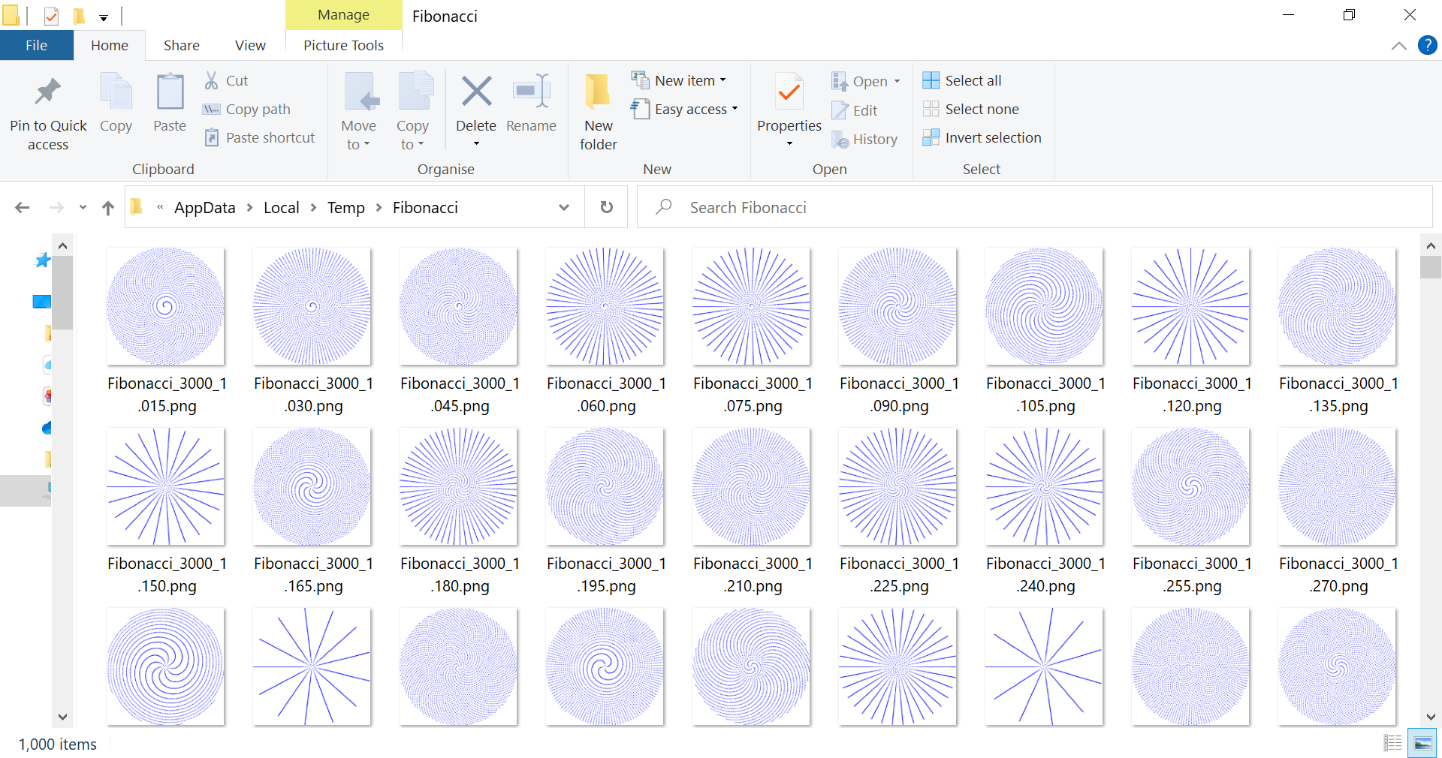 Manage
Fibonacci
File
Home
Share
View
Picture Tools
?
Pin to Quick
access
Copy
Paste
Cut
Copy path
Paste shortcut
Clipboard
Move
to
Copy
to
Delete
Rename
Organise
New
folder
New item
Easy access
New
Properties
Open
Edit
History
Open
Select all
Select none
Invert selection
Select
« AppData > Local > Temp > Fibonacci
Search Fibonacci
Fibonacci_3000_1
.015.png
Fibonacci_3000_1
.030.png
Fibonacci_3000_1
.045.png
Fibonacci_3000_1
.060.png
Fibonacci_3000_1
.075.png
Fibonacci_3000_1
.090.png
Fibonacci_3000_1
.105.png
Fibonacci_3000_1
.120.png
Fibonacci_3000_1
.135.png
Fibonacci_3000_1
.150.png
Fibonacci_3000_1
.165.png
Fibonacci_3000_1
.180.png
Fibonacci_3000_1
.195.png
Fibonacci_3000_1
.210.png
Fibonacci_3000_1
.225.png
Fibonacci_3000_1
.240.png
Fibonacci_3000_1
.255.png
Fibonacci_3000_1
.270.png
1,000 items